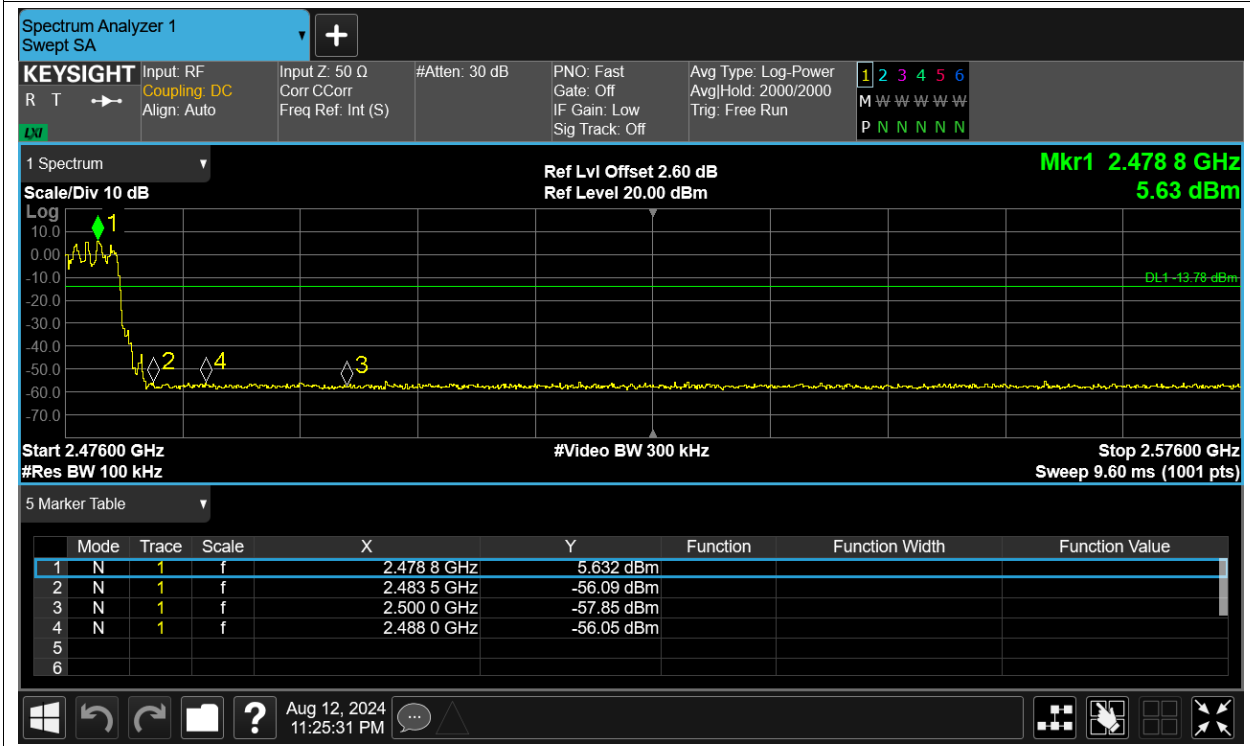 Spectrum Analyzer 1
Swept SA
+
KEYSIGHT
R T
LXI
Input: RF
Coupling: DC
Align: Auto
Input Z: 50 Ω
Corr CCorr
Freq Ref: Int (S)
#Atten: 30 dB
PNO: Fast
Gate: Off
IF Gain: Low
Sig Track: Off
Avg Type: Log-Power
Avg|Hold: 2000/2000
Trig: Free Run
1 2 3 4 5 6
M W W W W W
P N N N N N
1 Spectrum
Scale/Div 10 dB
Ref Lvl Offset 2.60 dB
Ref Level 20.00 dBm
Mkr1 2.478 8 GHz
5.63 dBm
Log
10.0
0.00
-10.0
-20.0
-30.0
-40.0
-50.0
-60.0
-70.0
1
2
4
3
DL1 -13.78 dBm
Start 2.47600 GHz
#Video BW 300 kHz
Stop 2.57600 GHz
#Res BW 100 kHz
Sweep 9.60 ms (1001 pts)
5 Marker Table
Mode Trace Scale X Y Function Function Width Function Value
1 N 1 f 2.478 8 GHz 5.632 dBm
2 N 1 f 2.483 5 GHz -56.09 dBm
3 N 1 f 2.500 0 GHz -57.85 dBm
4 N 1 f 2.488 0 GHz -56.05 dBm
5
6
?
Aug 12, 2024
11:25:31 PM